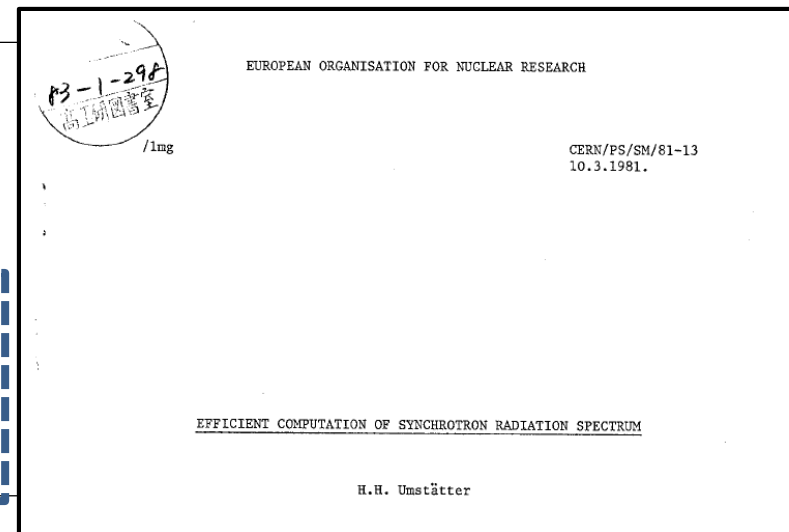 EUROPEAN ORGANISATION FOR NUCLEAR RESEARCH
83-1-298
高工研図書室
/lmg
CERN/PS/SM/81-13
10.3.1981.
EFFICIENT COMPUTATION OF SYNCHROTRON RADIATION SPECTRUM
H.H. Umstätter